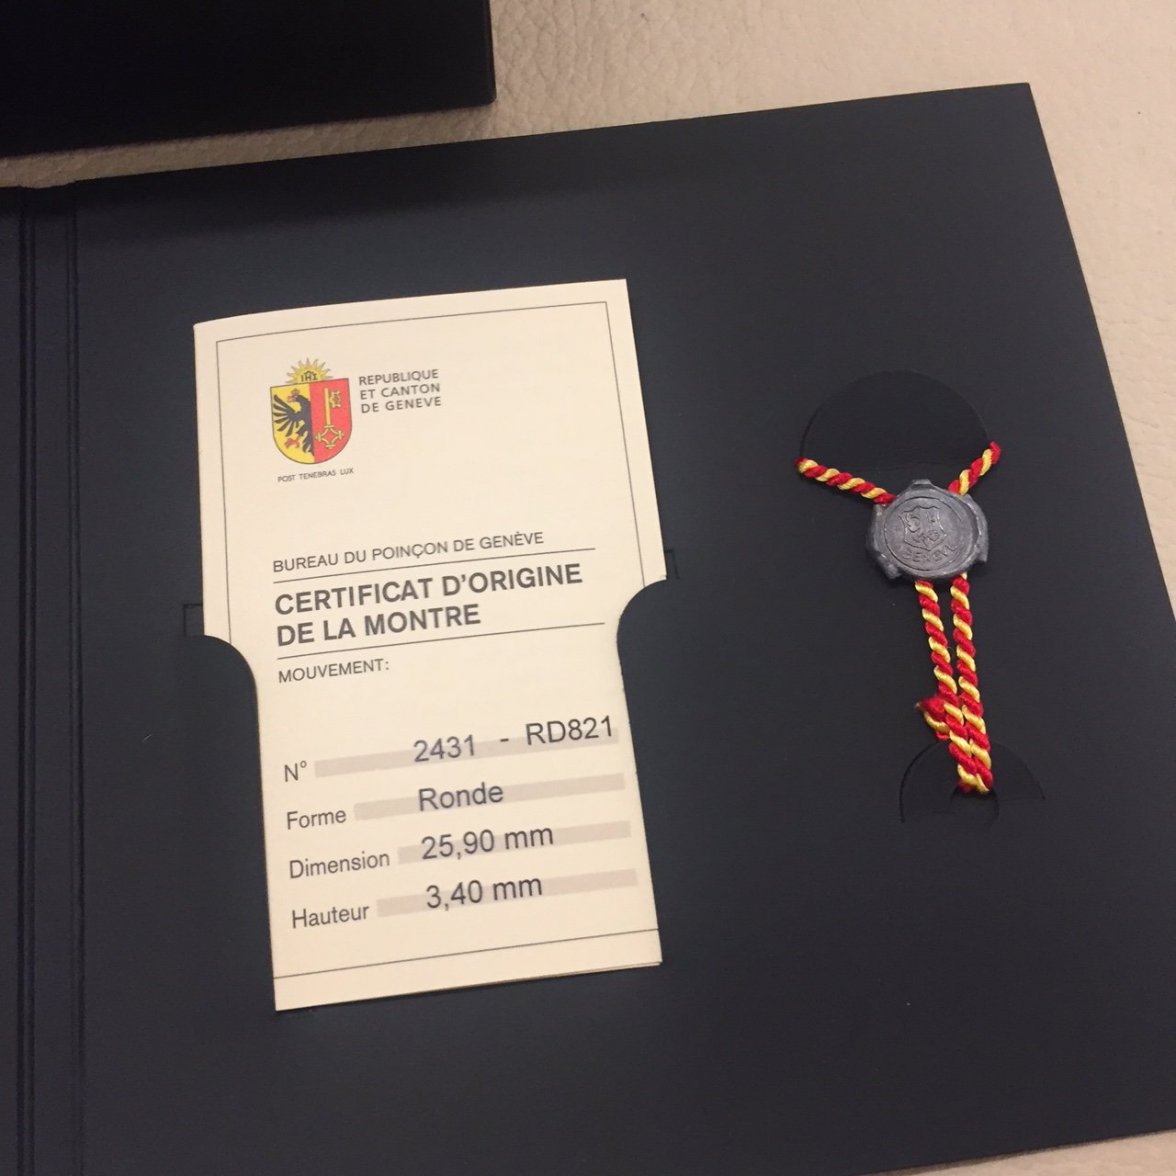 REPUBLIQUE
ET CANTON
DE GENEVE
POST TENEBRAS LUX
BUREAU DU POINÇON DE GENÈVE
CERTIFICAT D'ORIGINE
DE LA MONTRE
MOUVEMENT:
N° 2431 - RD821
Forme Ronde
Dimension 25,90 mm
Hauteur 3,40 mm